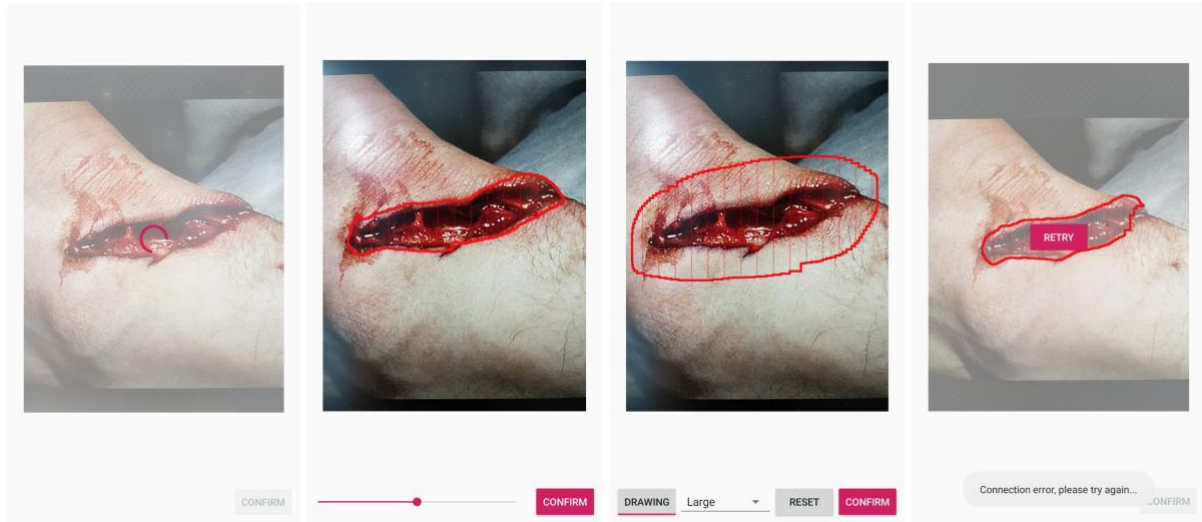 CONFIRM
CONFIRM
DRAWING Large RESET CONFIRM
RETRY
Connection error, please try again...
CONFIRM